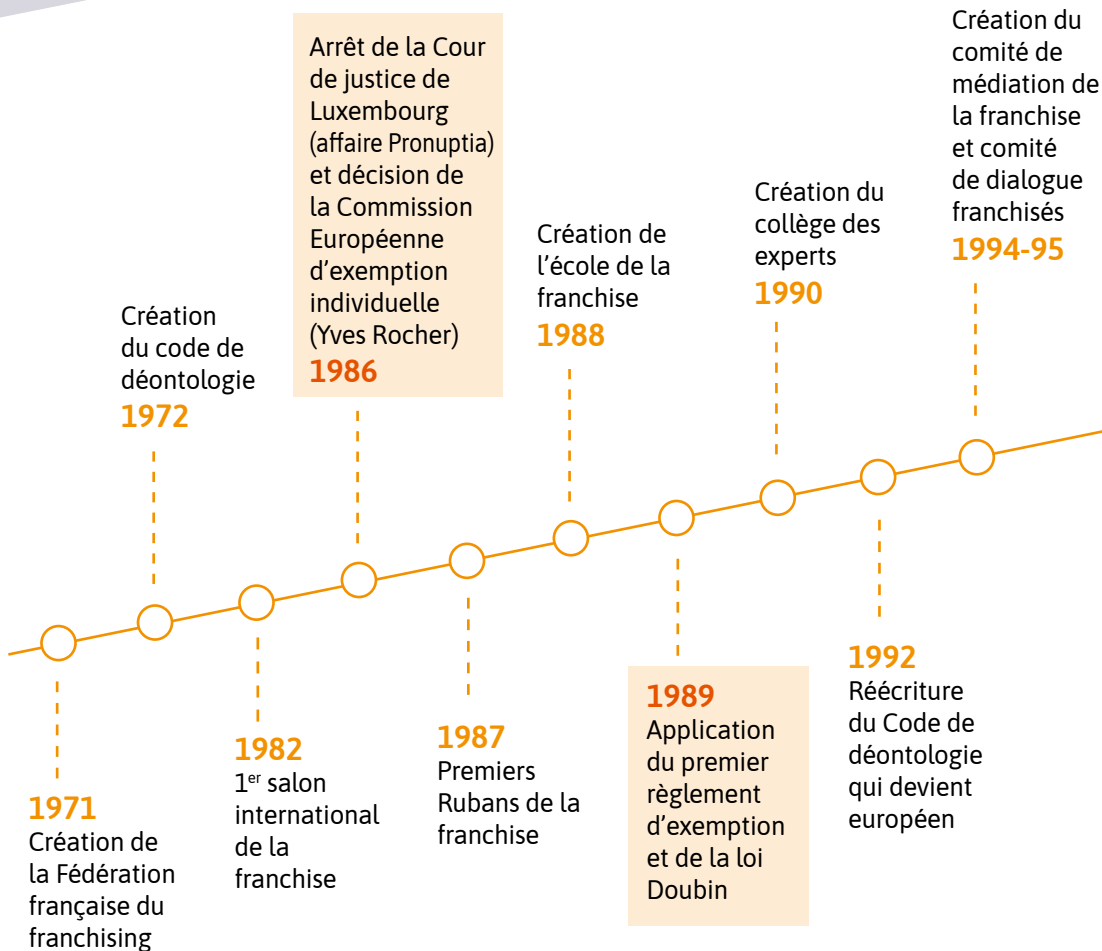 1971
Création de
la Fédération
française du
franchising
Création
du code de
déontologie
1972
1982
1er salon
international
de la
franchise
Arrêt de la Cour
de justice de
Luxembourg
(affaire Pronuptia)
et décision de
la Commission
Européenne
d’exemption
individuelle
(Yves Rocher)
1986
1987
Premiers
Rubans de la
franchise
Création de
l’école de la
franchise
1988
1989
Application
du premier
règlement
d’exemption
et de la loi
Doubin
Création du
collège des
experts
1990
1992
Réécriture
du Code de
déontologie
qui devient
européen
Création du
comité de
médiation de
la franchise
et comité
de dialogue
franchisés
1994-95